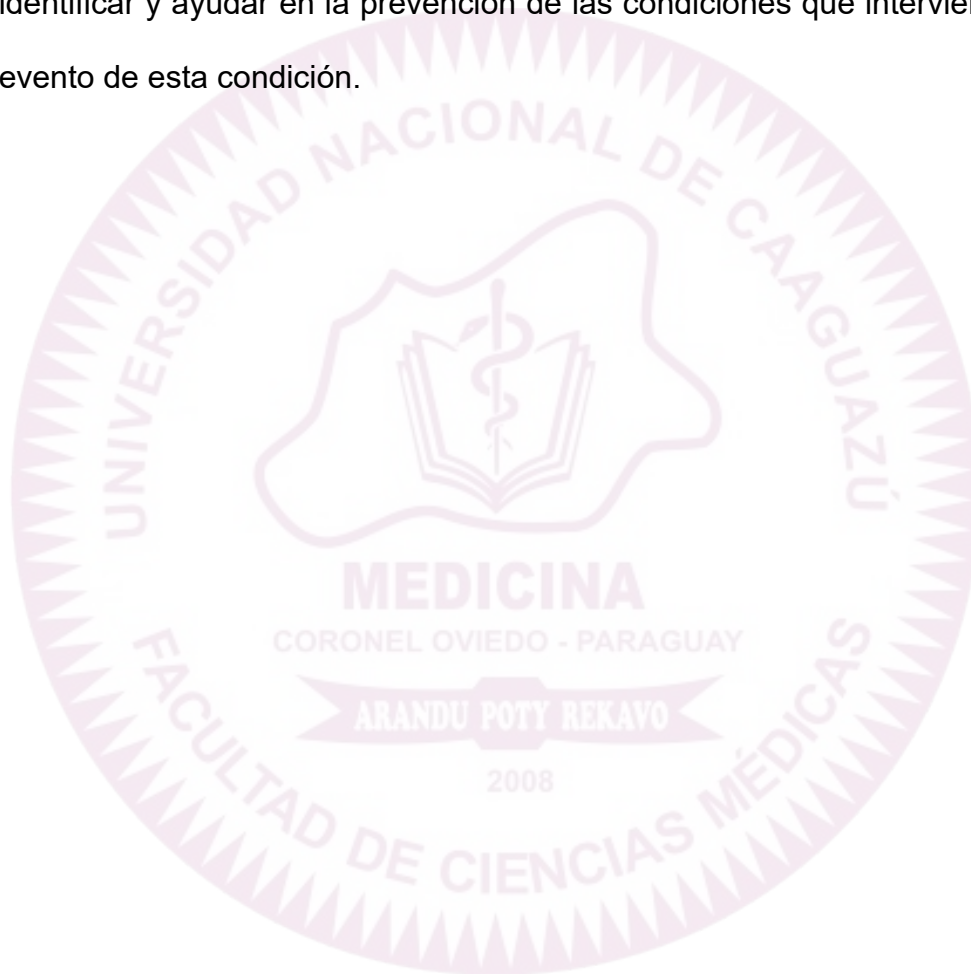 identificar y ayudar en la prevención de las condiciones que intervie
evento de esta condición.
UNIVERSIDAD NACIONAL DE CAAGUAZÚ
MEDICINA
CORONEL OVIEDO - PARAGUAY
ARANDU POTY REKAVO
2008
FACULTAD DE CIENCIAS MÉDICAS